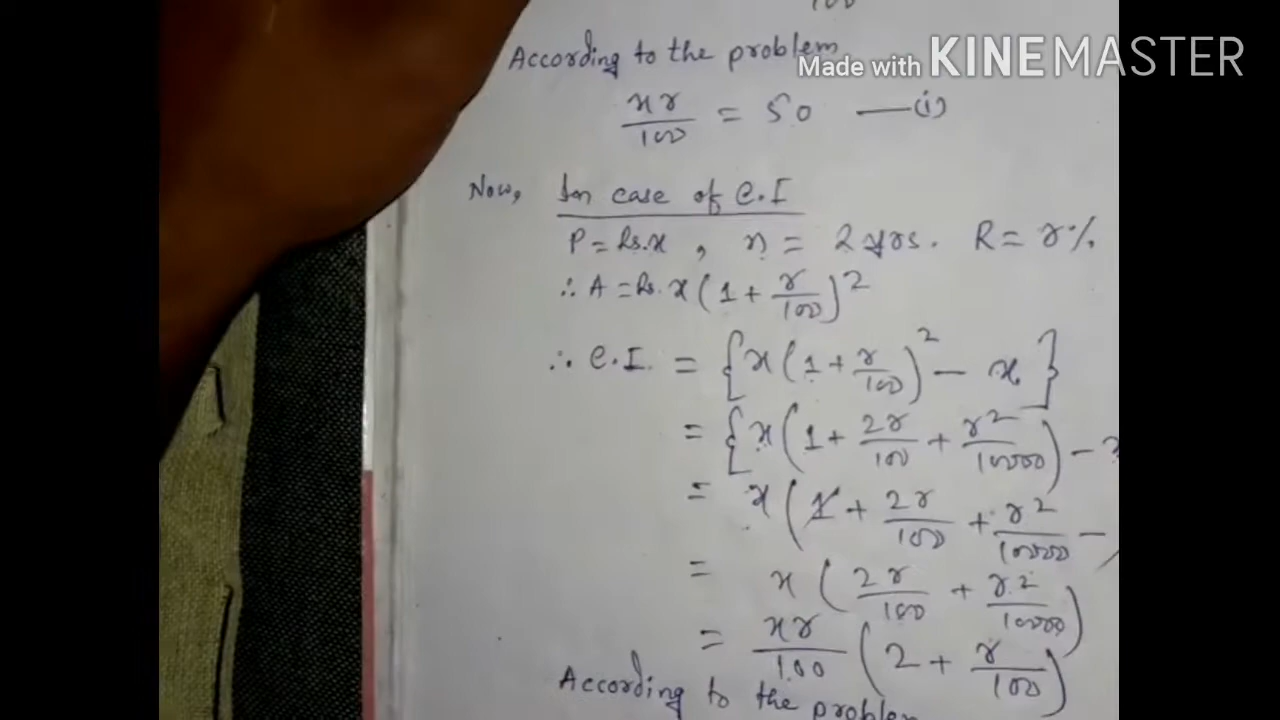 100
According to the problem
Made with KINEMASTER
xr/100 = 50 —(i)
Now, In case of C.I
P = Rs. x , n = 2 yrs. R = r%
∴ A = Rs. x (1 + r/100)^2
∴ C.I. = {x (1 + r/100)^2 - x}
= {x (1 + 2r/100 + r^2/10000) -
= x (1 + 2r/100 + r^2/10000 -
= x (2r/100 + r^2/10000)
= xr/100 (2 + r/100)
According to the problem